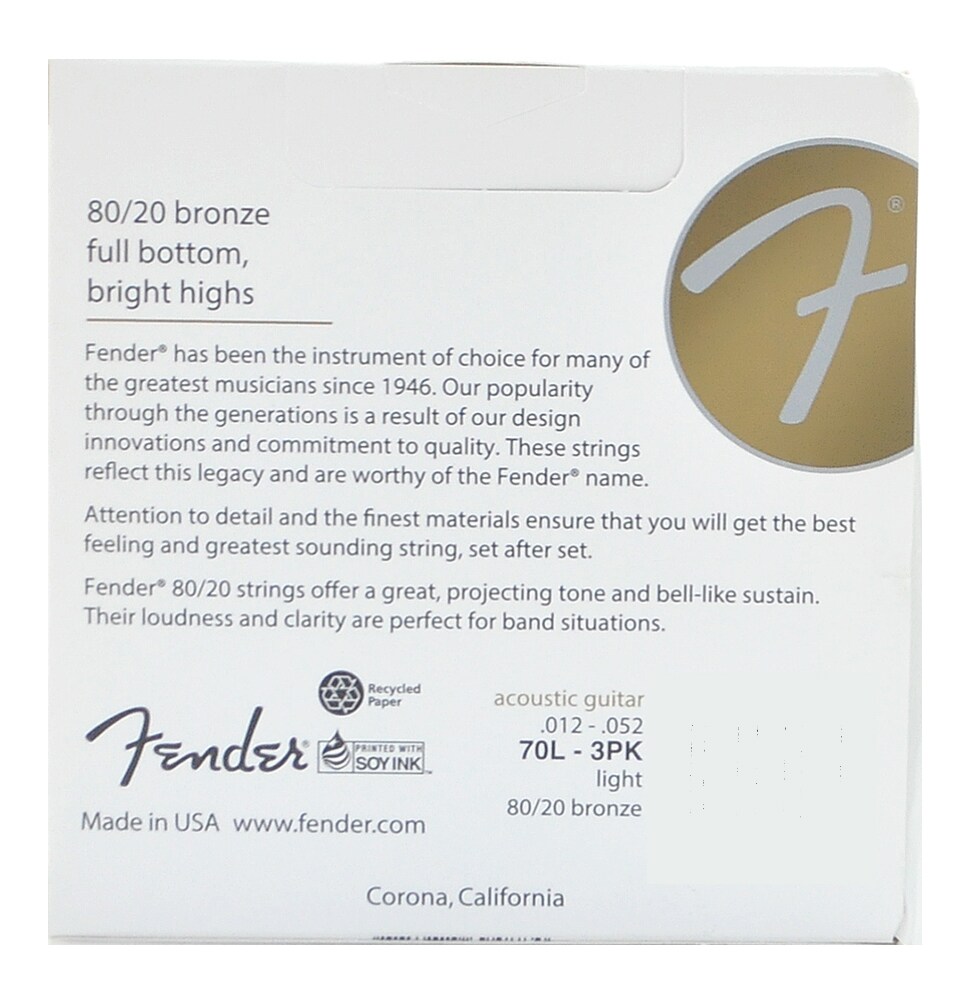 80/20 bronze
full bottom,
bright highs
®
Fender® has been the instrument of choice for many of
the greatest musicians since 1946. Our popularity
through the generations is a result of our design
innovations and commitment to quality. These strings
reflect this legacy and are worthy of the Fender® name.
Attention to detail and the finest materials ensure that you will get the best
feeling and greatest sounding string, set after set.
Fender® 80/20 strings offer a great, projecting tone and bell-like sustain.
Their loudness and clarity are perfect for band situations.
Recycled
Paper
Fender®
PRINTED WITH
SOY INK™
Made in USA www.fender.com
acoustic guitar
.012 - .052
70L - 3PK
light
80/20 bronze
Corona, California